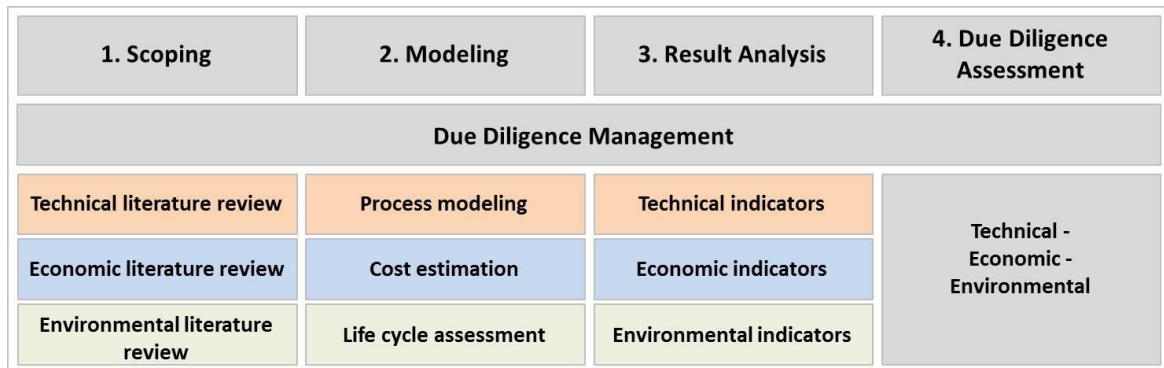 1. Scoping
2. Modeling
3. Result Analysis
4. Due Diligence
Assessment
Due Diligence Management
Technical literature review
Process modeling
Technical indicators
Economic literature review
Cost estimation
Economic indicators
Environmental literature
review
Life cycle assessment
Environmental indicators
Technical -
Economic -
Environmental